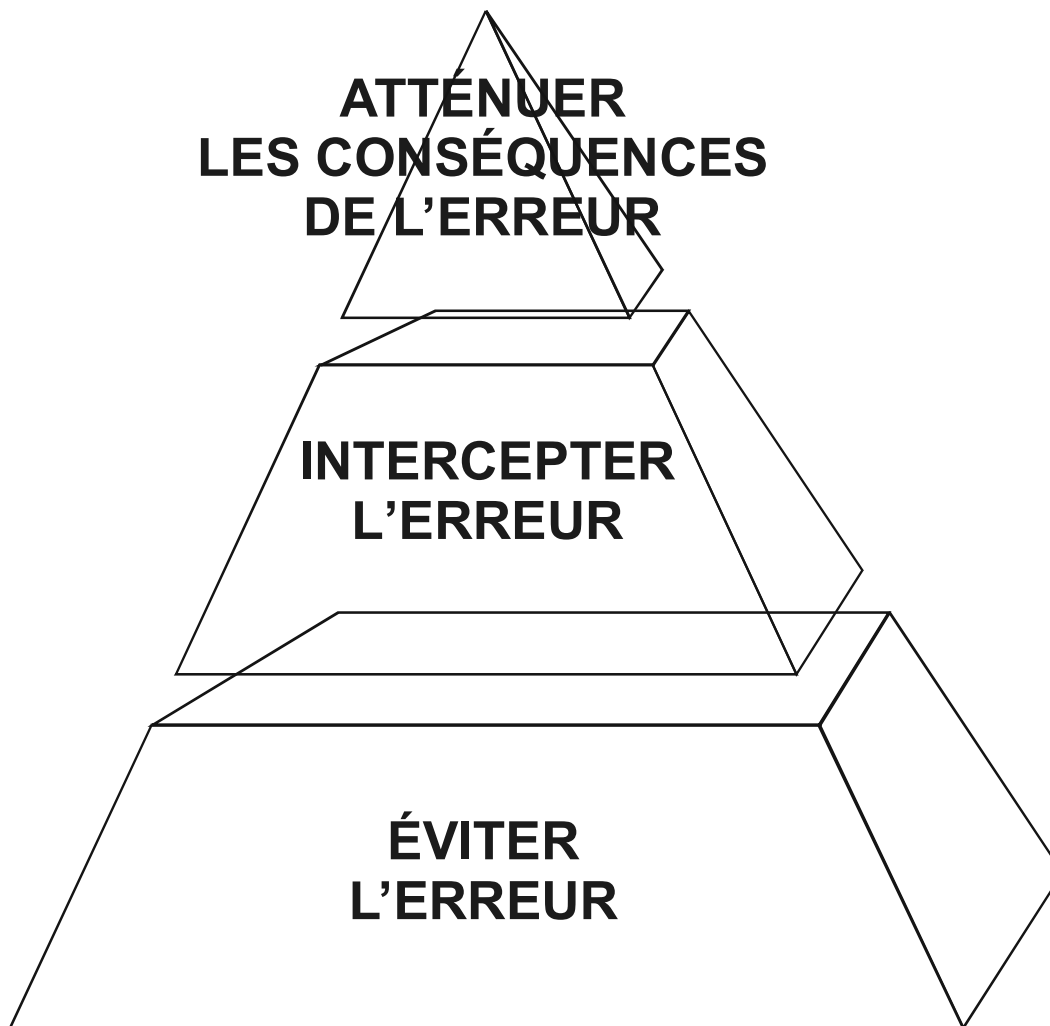 ATTÉNUER
LES CONSÉQUENCES
DE L’ERREUR
INTERCEPTER
L’ERREUR
ÉVITER
L’ERREUR